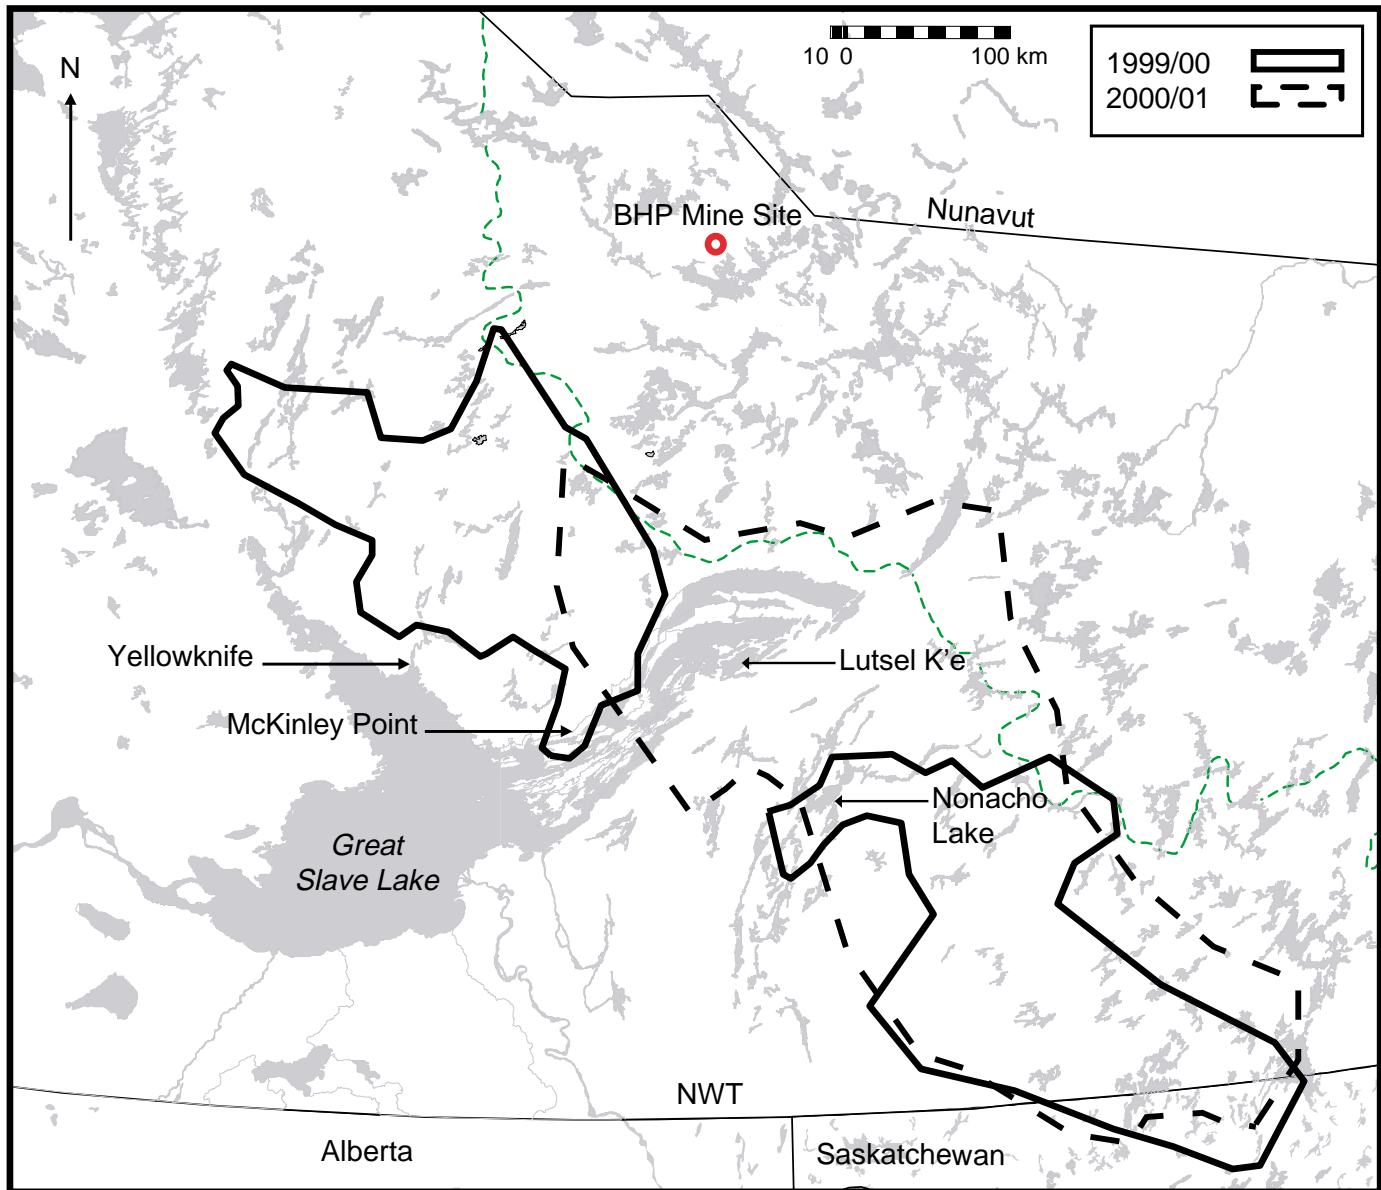 N
10 0 100 km
1999/00
2000/01
BHP Mine Site
Nunavut
Yellowknife
Lutsel K'e
McKinley Point
Nonacho
Lake
Great
Slave Lake
NWT
Alberta
Saskatchewan